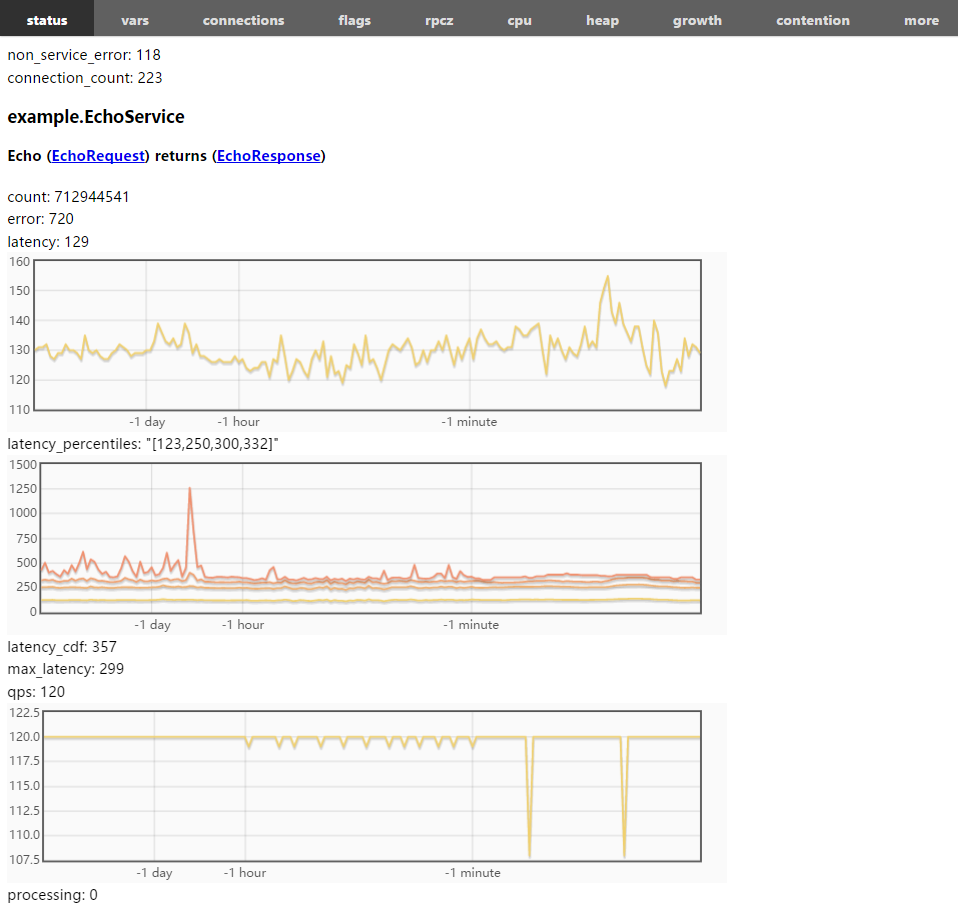 status vars connections flags rpcz cpu heap growth contention more
non_service_error: 118
connection_count: 223
example.EchoService
Echo (EchoRequest) returns (EchoResponse)
count: 712944541
error: 720
latency: 129
160
150
140
130
120
110
-1 day -1 hour -1 minute
latency_percentiles: "[123,250,300,332]"
1500
1250
1000
750
500
250
0
-1 day -1 hour -1 minute
latency_cdf: 357
max_latency: 299
qps: 120
122.5
120.0
117.5
115.0
112.5
110.0
107.5
-1 day -1 hour -1 minute
processing: 0